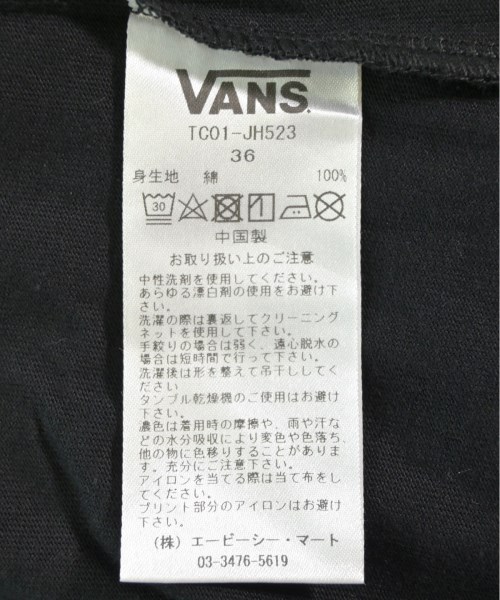 VANS
TC01-JH523
36
身生地 綿 100%
30
中国製
お取り扱い上のご注意
中性洗剤を使用してください。
あらゆる漂白剤の使用をお避け下
さい。
洗濯の際は裏返してクリーニング
ネットを使用して下さい。
手絞りの場合は弱く、遠心脱水の
場合は短時間で行って下さい。
洗濯後は形を整えて吊干ししてく
ださい
タンブル乾燥機のご使用はお避け
下さい。
濃色は着用時の摩擦や、雨や汗な
どの水分吸収により変色や色落ち、
他の物に色移りすることがありま
す。充分にご注意下さい。
アイロンを当てる際は当て布をし
てください。
プリント部分のアイロンはお避け
下さい。
(株) エービーシー・マート
03-3476-5619